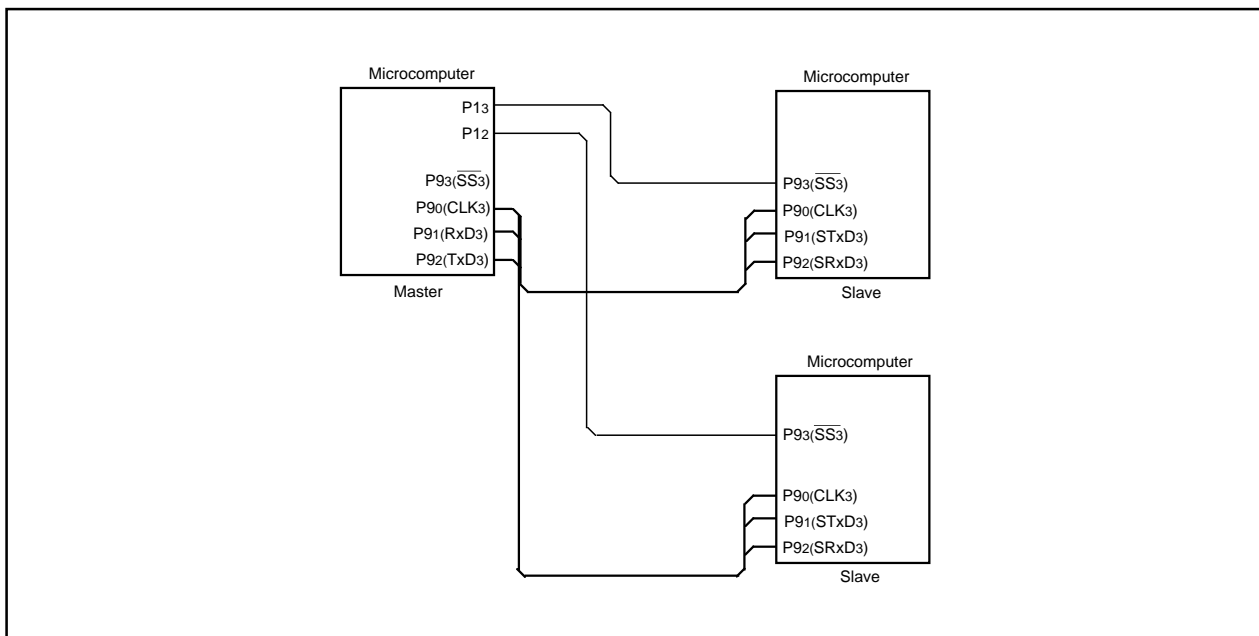 Microcomputer
P13
P12
P93(SS3)
P90(CLK3)
P91(RxD3)
P92(TxD3)
Master
Microcomputer
P93(SS3)
P90(CLK3)
P91(STxD3)
P92(SRxD3)
Slave
Microcomputer
P93(SS3)
P90(CLK3)
P91(STxD3)
P92(SRxD3)
Slave